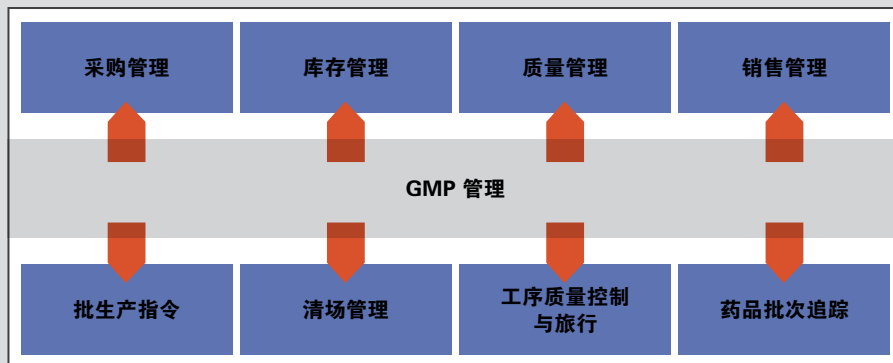 采购管理
库存管理
质量管理
销售管理
GMP 管理
批生产指令
清场管理
工序质量控制
与旅行
药品批次追踪